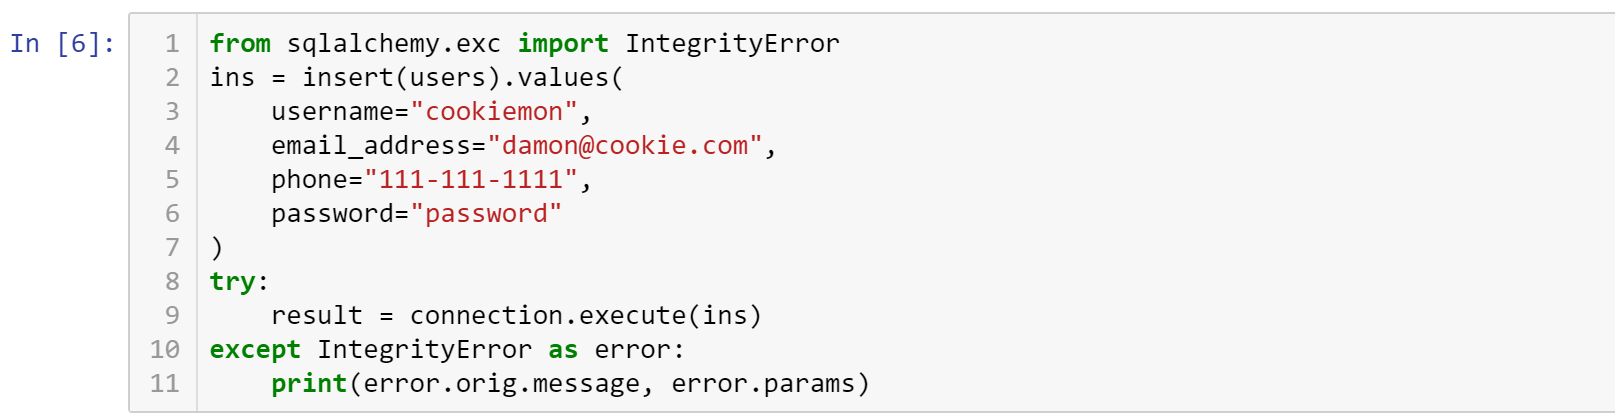 In [6]:
1 from sqlalchemy.exc import IntegrityError
2 ins = insert(users).values(
3     username="cookiemon",
4     email_address="damon@cookie.com",
5     phone="111-111-1111",
6     password="password"
7 )
8 try:
9     result = connection.execute(ins)
10 except IntegrityError as error:
11     print(error.orig.message, error.params)